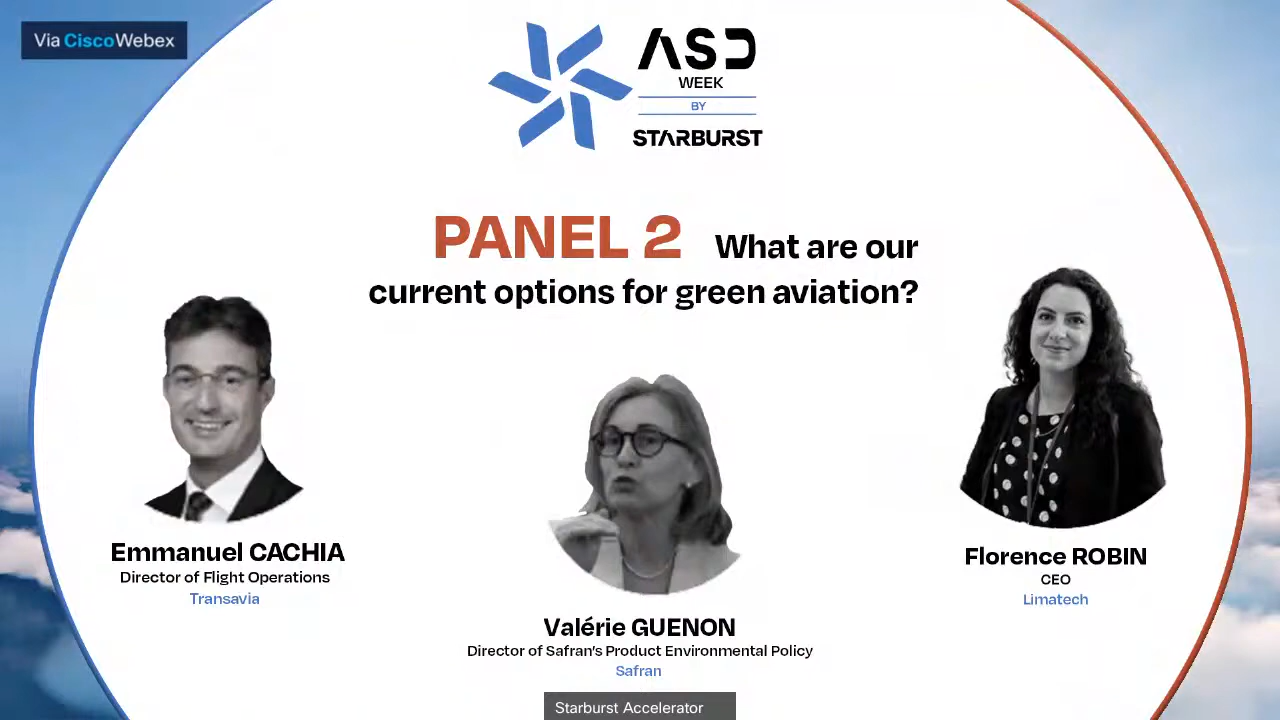 Via CiscoWebex
ASD
WEEK
BY
STARBURST
PANEL 2 What are our
current options for green aviation?
Emmanuel CACHIA
Director of Flight Operations
Transavia
Valérie GUENON
Director of Safran's Product Environmental Policy
Safran
Florence ROBIN
CEO
Limatech
Starburst Accelerator